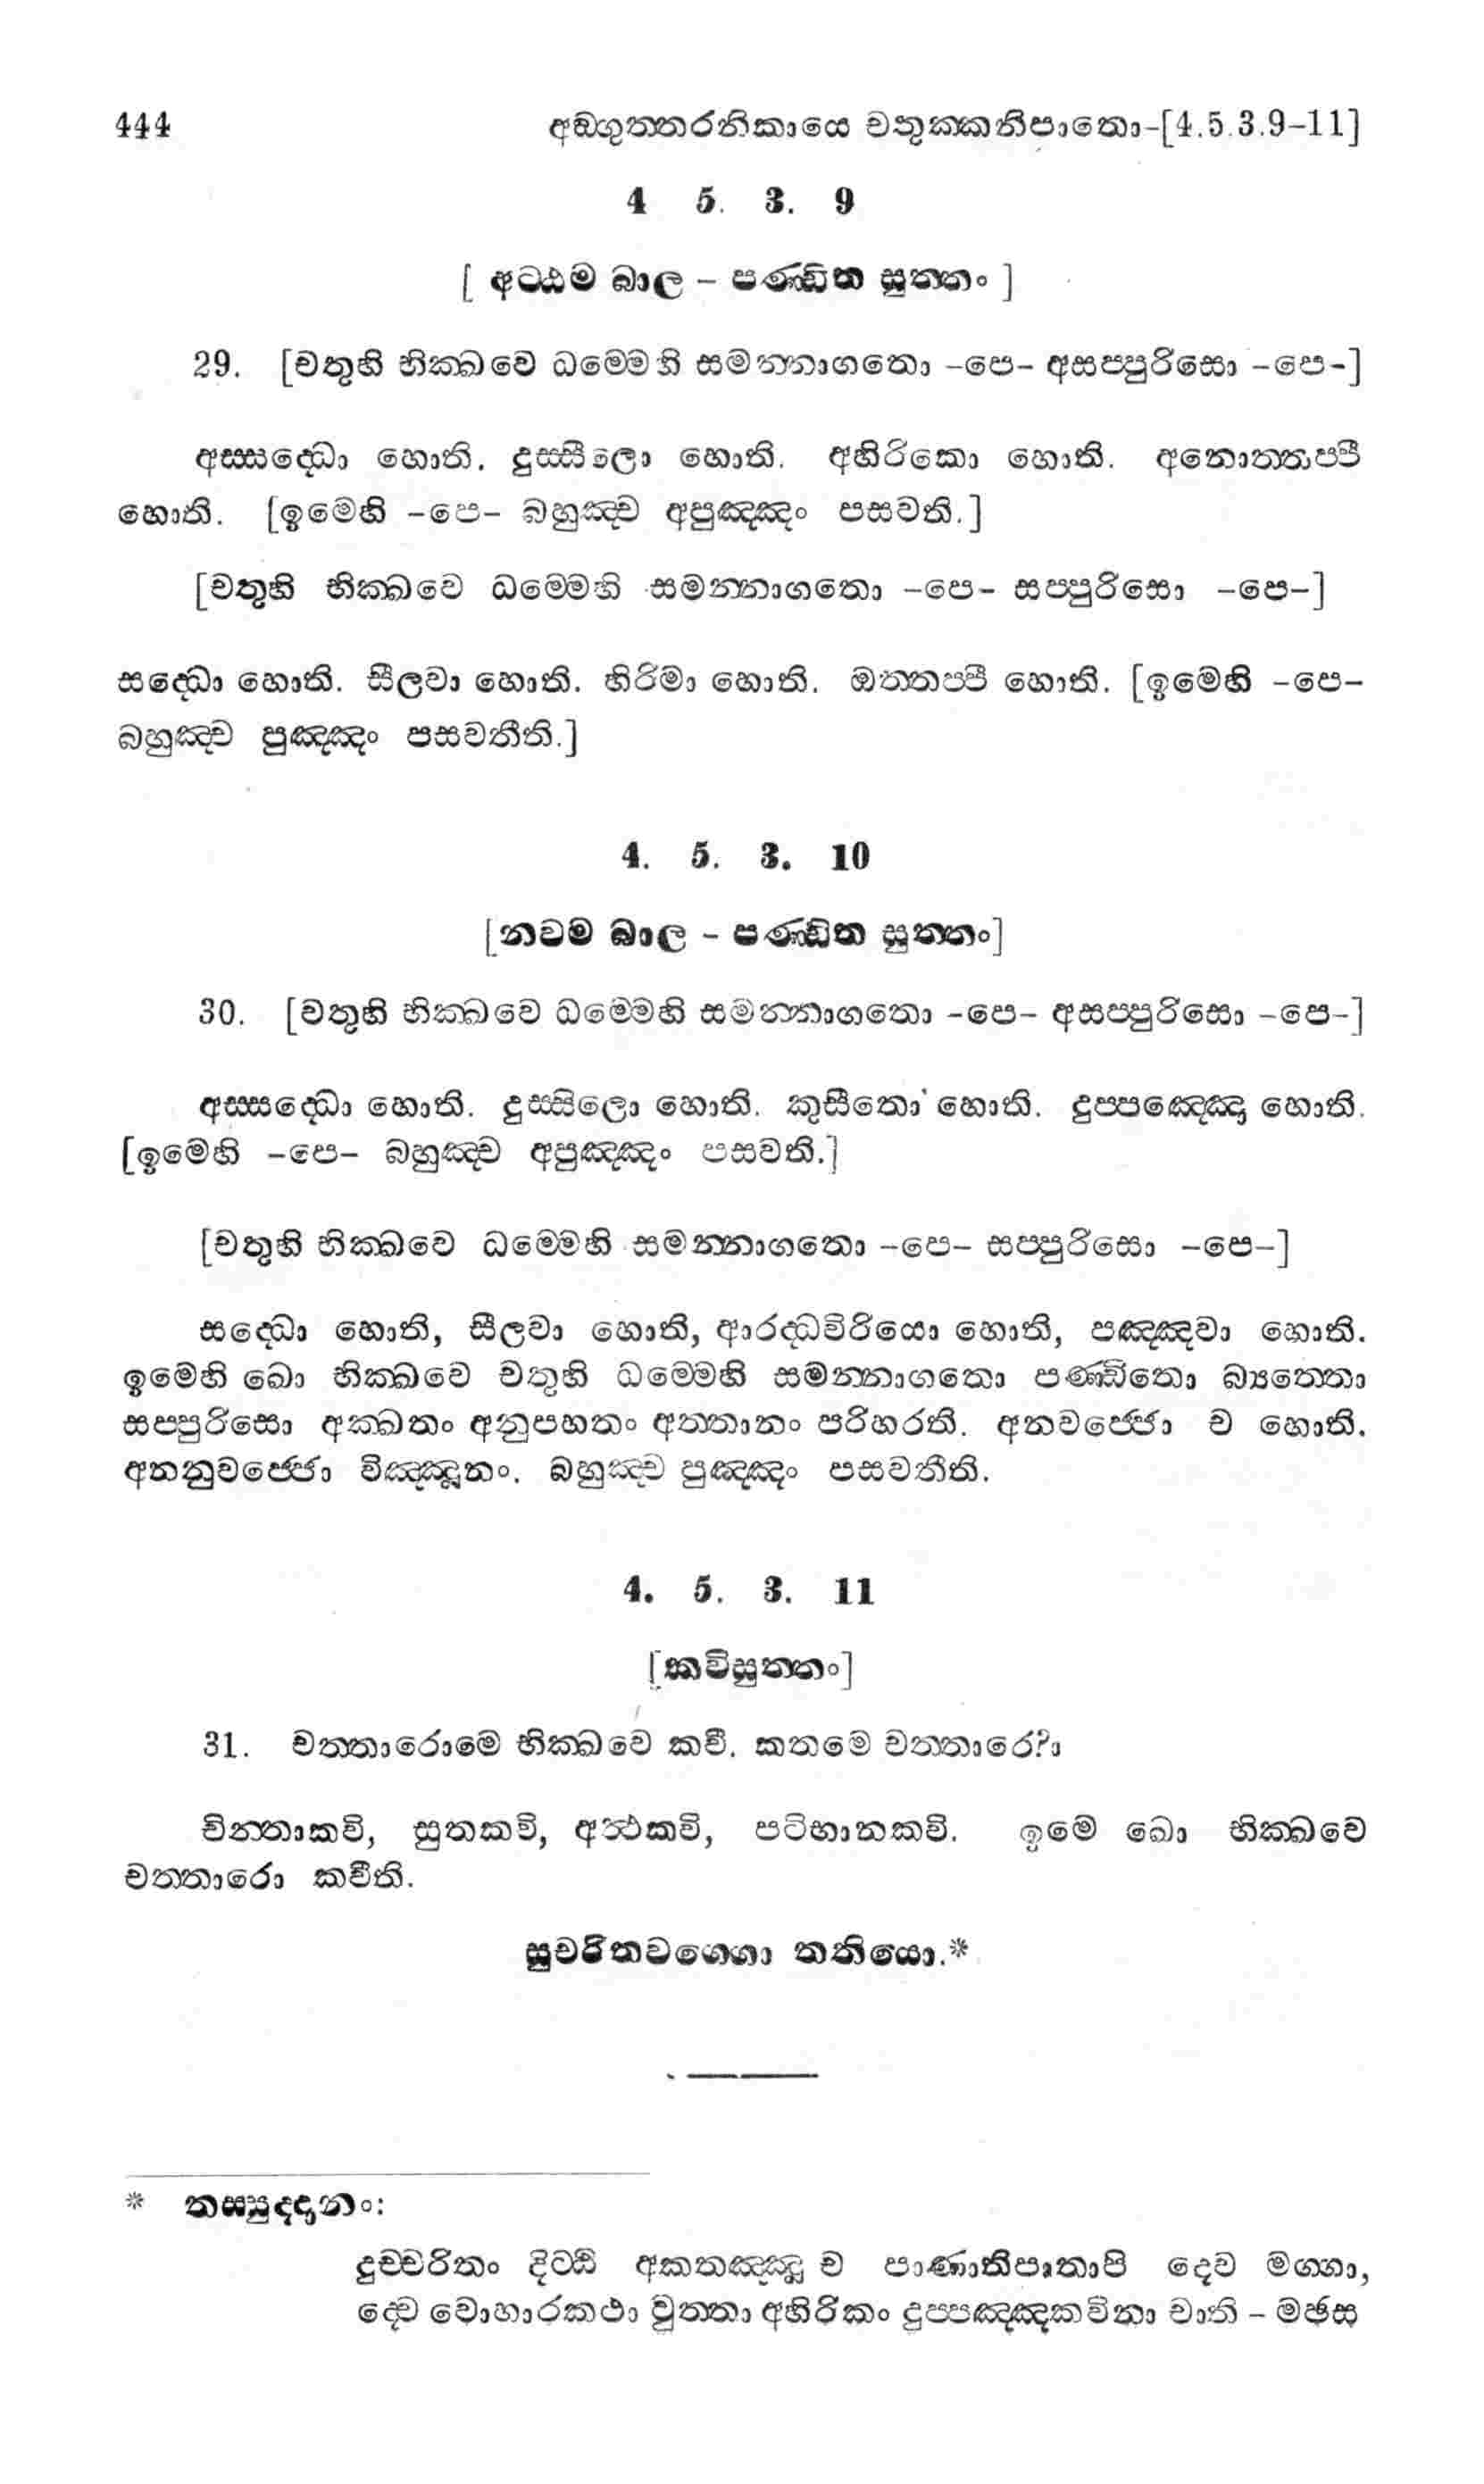 444 අඞ්ගුත්තරනිකායෙ චතුක්කනිපාතො-[4.5.3.9-11]
4 5. 3. 9
[ අට්ඨම බාල - පණ්ඩිත සුත්තං ]
29. [චතුහි භික්ඛවෙ ධම්මෙහි සමන්නාගතො -පෙ- අසප්පුරිසො -පෙ-]
අස්සද්ධො හොති. දුස්සීලො හොති. අහිරිකො හොති. අනොත්තප්පී
හොති. [ඉමෙහි -පෙ- බහුඤ්ච අපුඤ්ඤං පසවති.]
[චතුහි භික්ඛවෙ ධම්මෙහි සමන්නාගතො -පෙ- සප්පුරිසො -පෙ-]
සද්ධො හොති. සීලවා හොති. හිරිමා හොති. ඔත්තප්පී හොති. [ඉමෙහි -පෙ-
බහුඤ්ච පුඤ්ඤං පසවතීති.]
4. 5. 3. 10
[නවම බාල - පණ්ඩිත සුත්තං]
30. [චතුහි භික්ඛවෙ ධම්මෙහි සමන්නාගතො -පෙ- අසප්පුරිසො -පෙ-]
අස්සද්ධො හොති. දුස්සිලො හොති. කුසීතො හොති. දුප්පඤ්ඤො හොති.
[ඉමෙහි -පෙ- බහුඤ්ච අපුඤ්ඤං පසවති.]
[චතුහි භික්ඛවෙ ධම්මෙහි සමන්නාගතො -පෙ- සප්පුරිසො -පෙ-]
සද්ධො හොති, සීලවා හොති, ආරද්ධවිරියො හොති, පඤ්ඤවා හොති.
ඉමෙහි ඛො භික්ඛවෙ චතුහි ධම්මෙහි සමන්නාගතො පණ්ඩිතො බ්‍යත්තො
සප්පුරිසො අක්ඛතං අනුපහතං අත්තානං පරිහරති. අනවජ්ජො ච හොති.
අනනුවජ්ජො විඤ්ඤූනං. බහුඤ්ච පුඤ්ඤං පසවතීති.
4. 5. 3. 11
[කවිසුත්තං]
31. චත්තාරොමෙ භික්ඛවෙ කවී. කතමෙ චත්තාරො?
චින්තාකවි, සුතකවි, අත්ථකවි, පටිභානකවි. ඉමෙ ඛො භික්ඛවෙ
චත්තාරො කවීති.
සුචරිතවග්ගො තතියො.*
* තස්සුද්දානං:
දුච්චරිතං දිට්ඨි අකතඤ්ඤූ ච පාණාතිපාතාපි දෙව මග්ගා,
ද්වෙ වොහාරකථා වුත්තා අහිරිකං දුප්පඤ්ඤකවිනා චාති - මඡස